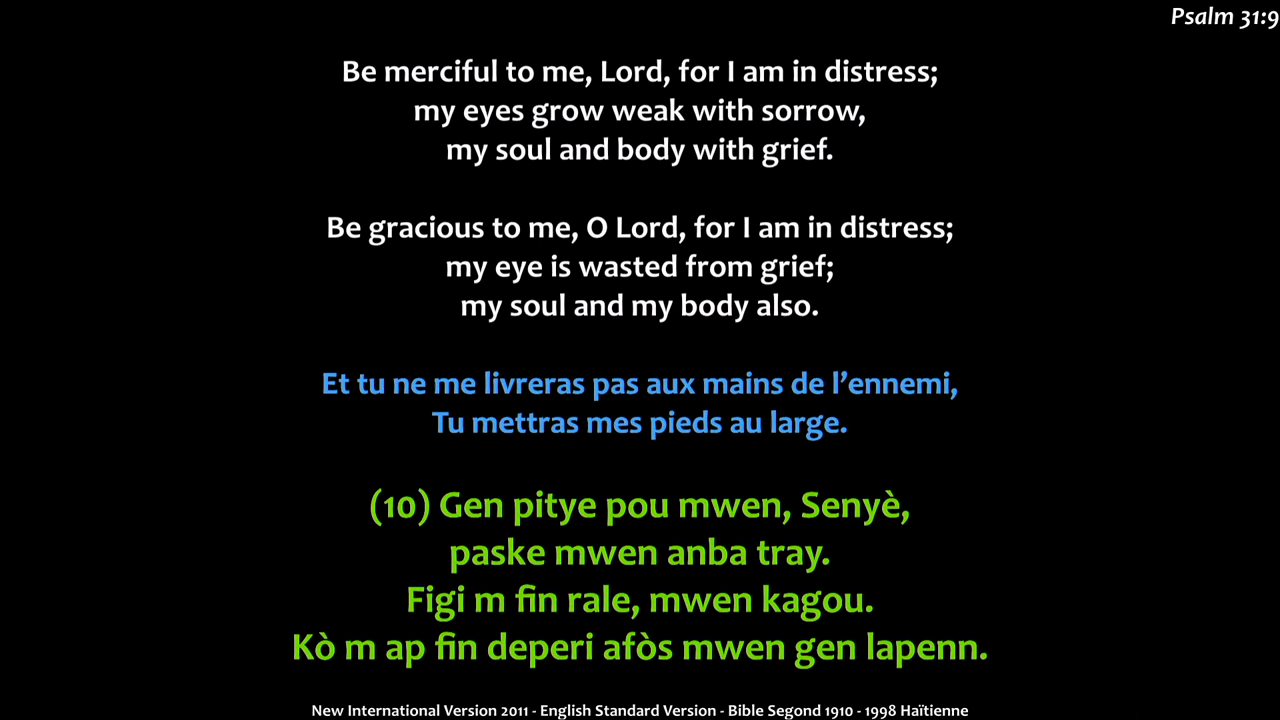 Psalm 31:9
Be merciful to me, Lord, for I am in distress;
my eyes grow weak with sorrow,
my soul and body with grief.
Be gracious to me, O Lord, for I am in distress;
my eye is wasted from grief;
my soul and my body also.
Et tu ne me livreras pas aux mains de l’ennemi,
Tu mettras mes pieds au large.
(10) Gen pitye pou mwen, Senyè,
paske mwen anba tray.
Figi m fin rale, mwen kagou.
Kò m ap fin deperi afòs mwen gen lapenn.
New International Version 2011 - English Standard Version - Bible Segond 1910 - 1998 Haïtienne